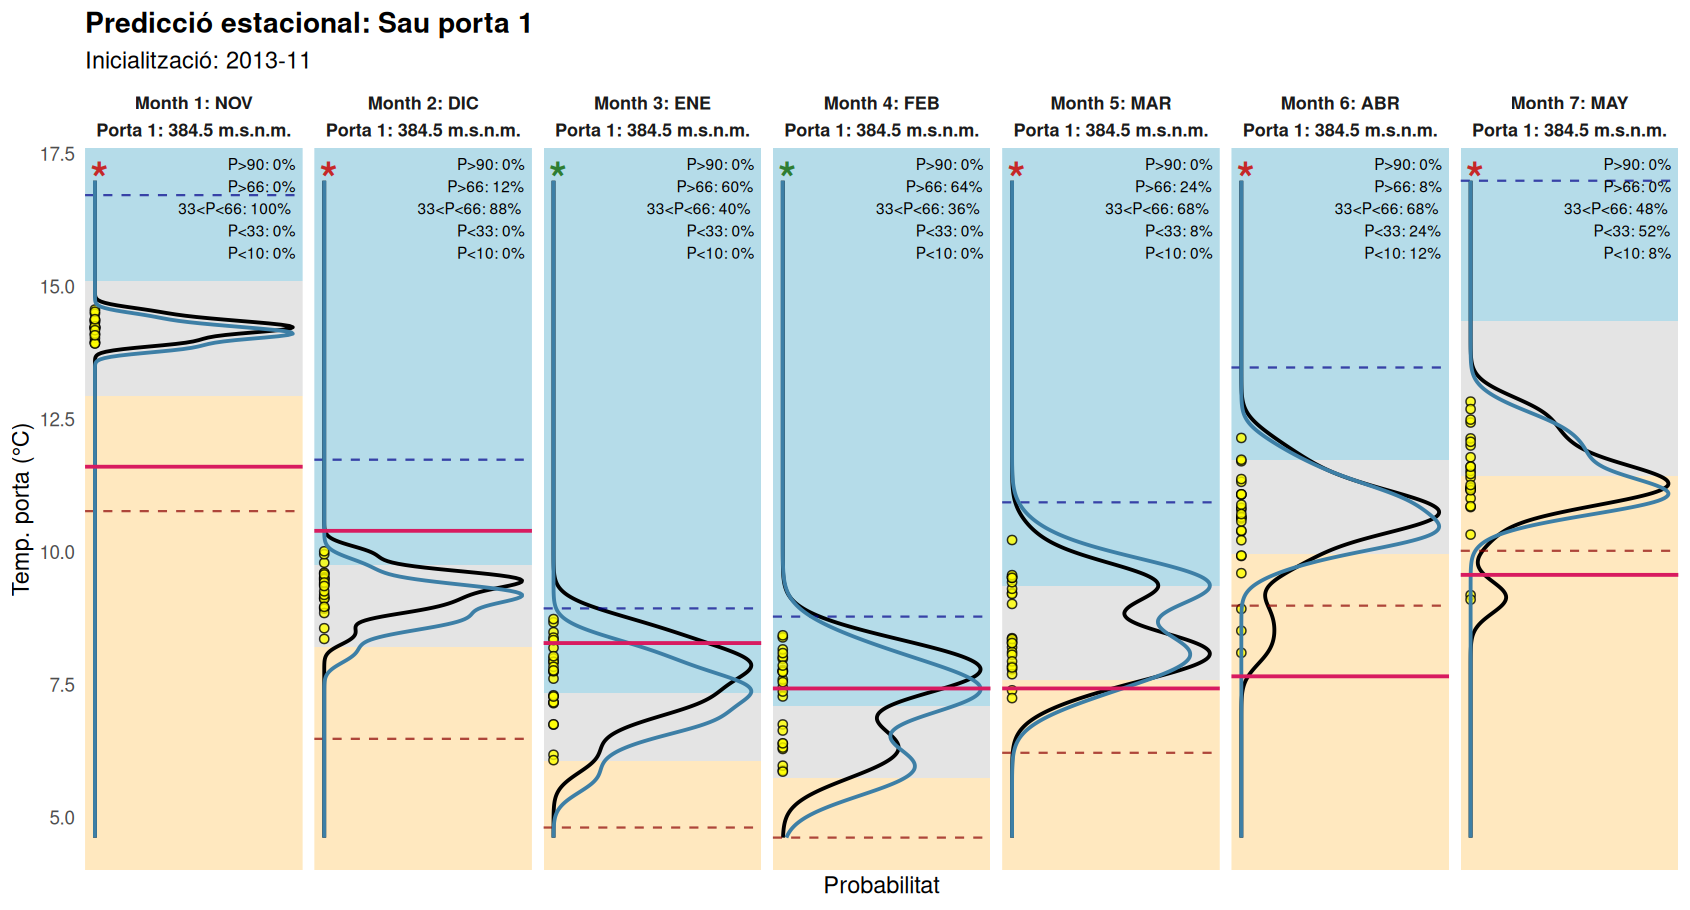 Predicció estacional: Sau porta 1
Inicialització: 2013-11
Month 1: NOV
Porta 1: 384.5 m.s.n.m.
Month 2: DIC
Porta 1: 384.5 m.s.n.m.
Month 3: ENE
Porta 1: 384.5 m.s.n.m.
Month 4: FEB
Porta 1: 384.5 m.s.n.m.
Month 5: MAR
Porta 1: 384.5 m.s.n.m.
Month 6: ABR
Porta 1: 384.5 m.s.n.m.
Month 7: MAY
Porta 1: 384.5 m.s.n.m.
Temp. porta (°C)
17.5
15.0
12.5
10.0
7.5
5.0
*
P>90: 0%
P>66: 0%
33<P<66: 100%
P<33: 0%
P<10: 0%
*
P>90: 0%
P>66: 12%
33<P<66: 88%
P<33: 0%
P<10: 0%
*
P>90: 0%
P>66: 60%
33<P<66: 40%
P<33: 0%
P<10: 0%
*
P>90: 0%
P>66: 64%
33<P<66: 36%
P<33: 0%
P<10: 0%
*
P>90: 0%
P>66: 24%
33<P<66: 68%
P<33: 8%
P<10: 0%
*
P>90: 0%
P>66: 8%
33<P<66: 68%
P<33: 24%
P<10: 12%
*
P>90: 0%
P>66: 0%
33<P<66: 48%
P<33: 52%
P<10: 8%
Probabilitat